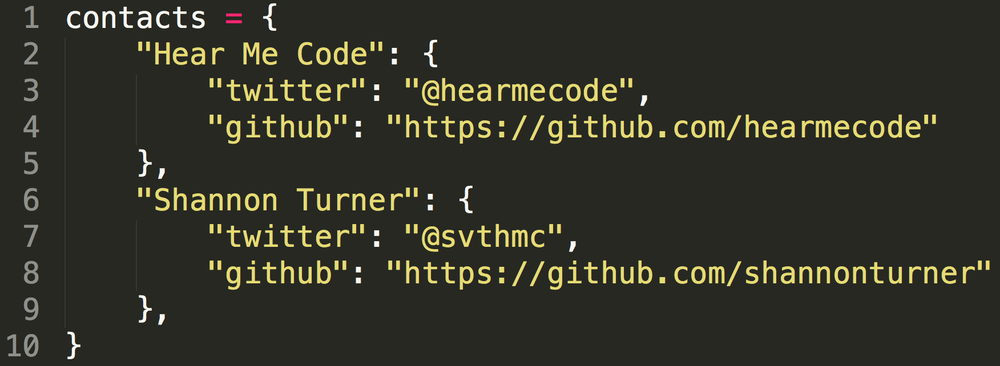 1 contacts = {
2 "Hear Me Code": {
3 "twitter": "@hearmecode",
4 "github": "https://github.com/hearmecode"
5 },
6 "Shannon Turner": {
7 "twitter": "@svthmc",
8 "github": "https://github.com/shannonturner"
9 },
10 }